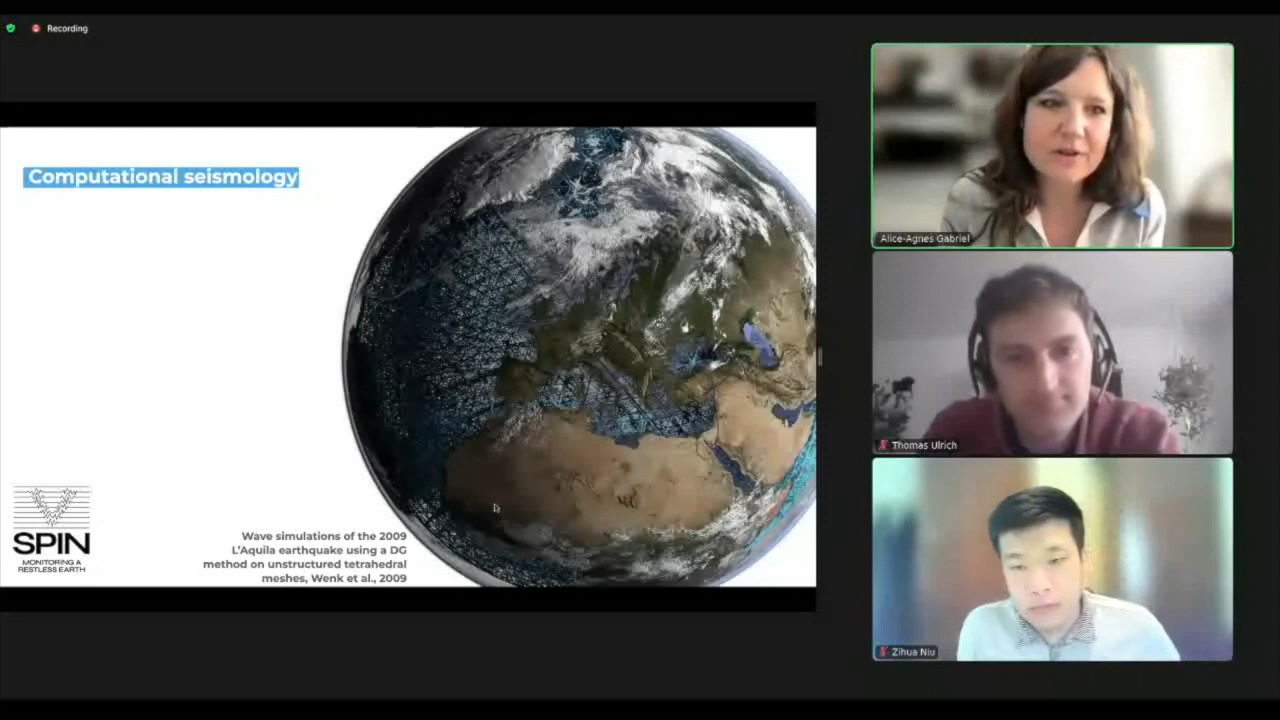 Recording
Computational seismology
SPIN
MONITORING A
RESTLESS EARTH
Wave simulations of the 2009
L'Aquila earthquake using a DG
method on unstructured tetrahedral
meshes, Wenk et al., 2009
Alice-Agnes Gabriel
Thomas Ulrich
Zihua Niu